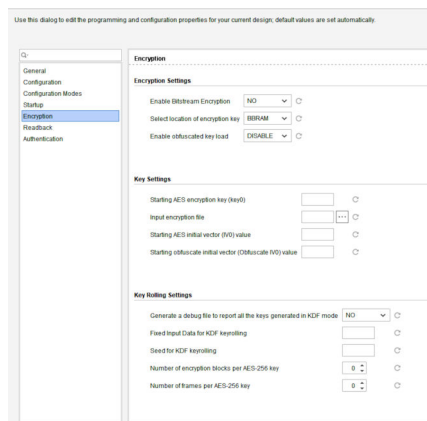 Use this dialog to edit the programming and configuration properties for your current design; default values are set automatically.
General
Configuration
Configuration Modes
Startup
Encryption
Readback
Authentication
Encryption
Encryption Settings
Enable Bitstream Encryption NO
Select location of encryption key BBRAM
Enable obfuscated key load DISABLE
Key Settings
Starting AES encryption key (key0)
Input encryption file ...
Starting AES initial vector (IV0) value
Starting obfuscate initial vector (Obfuscate IV0) value
Key Rolling Settings
Generate a debug file to report all the keys generated in KDF mode NO
Fixed Input Data for KDF keyrolling
Seed for KDF keyrolling
Number of encryption blocks per AES-256 key 0
Number of frames per AES-256 key 0